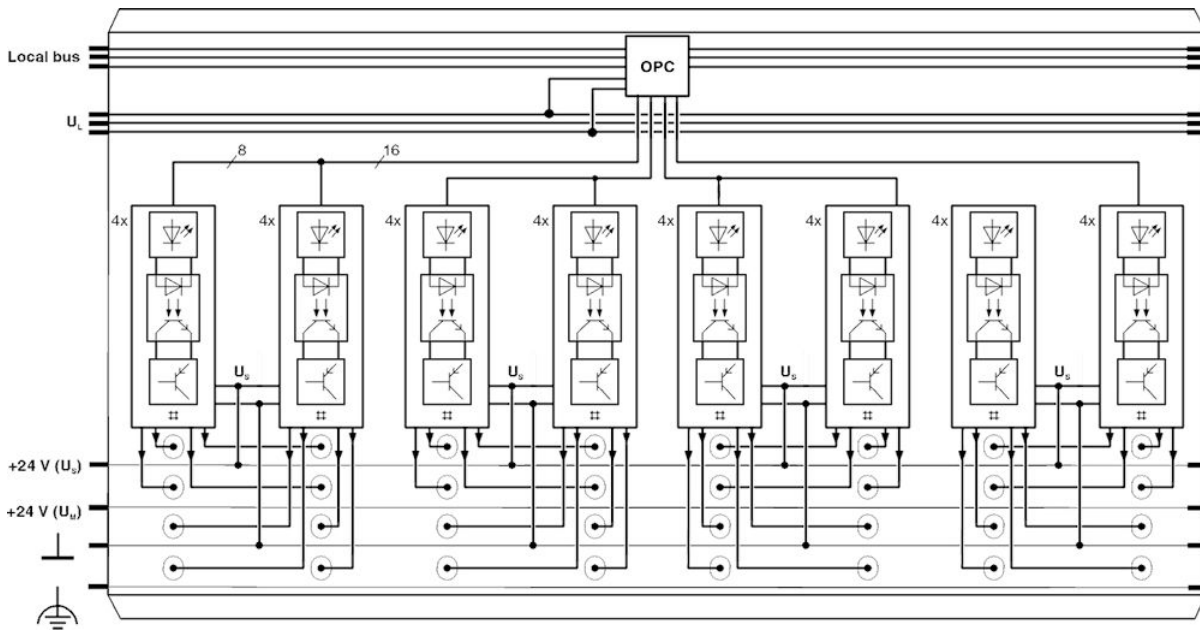 Local bus
OPC
U_L
8
16
4x 4x 4x 4x 4x 4x 4x 4x
U_S U_S U_S U_S
⌗ ⌗ ⌗ ⌗ ⌗ ⌗ ⌗ ⌗
+24 V (U_S)
+24 V (U_M)